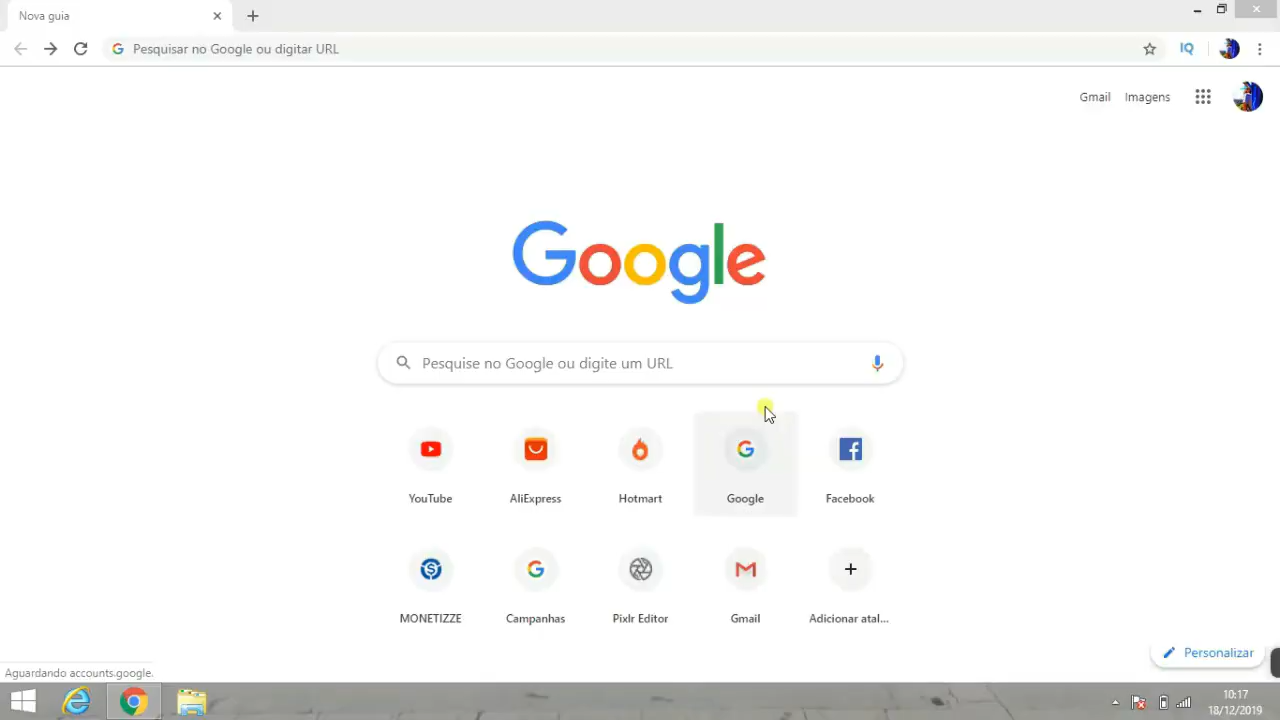 Nova guia
Pesquisar no Google ou digitar URL
IQ
Gmail Imagens
Google
Pesquise no Google ou digite um URL
YouTube AliExpress Hotmart Google Facebook
MONETIZZE Campanhas Pixlr Editor Gmail Adicionar atal...
Personalizar
Aguardando accounts.google.
10:17
18/12/2019